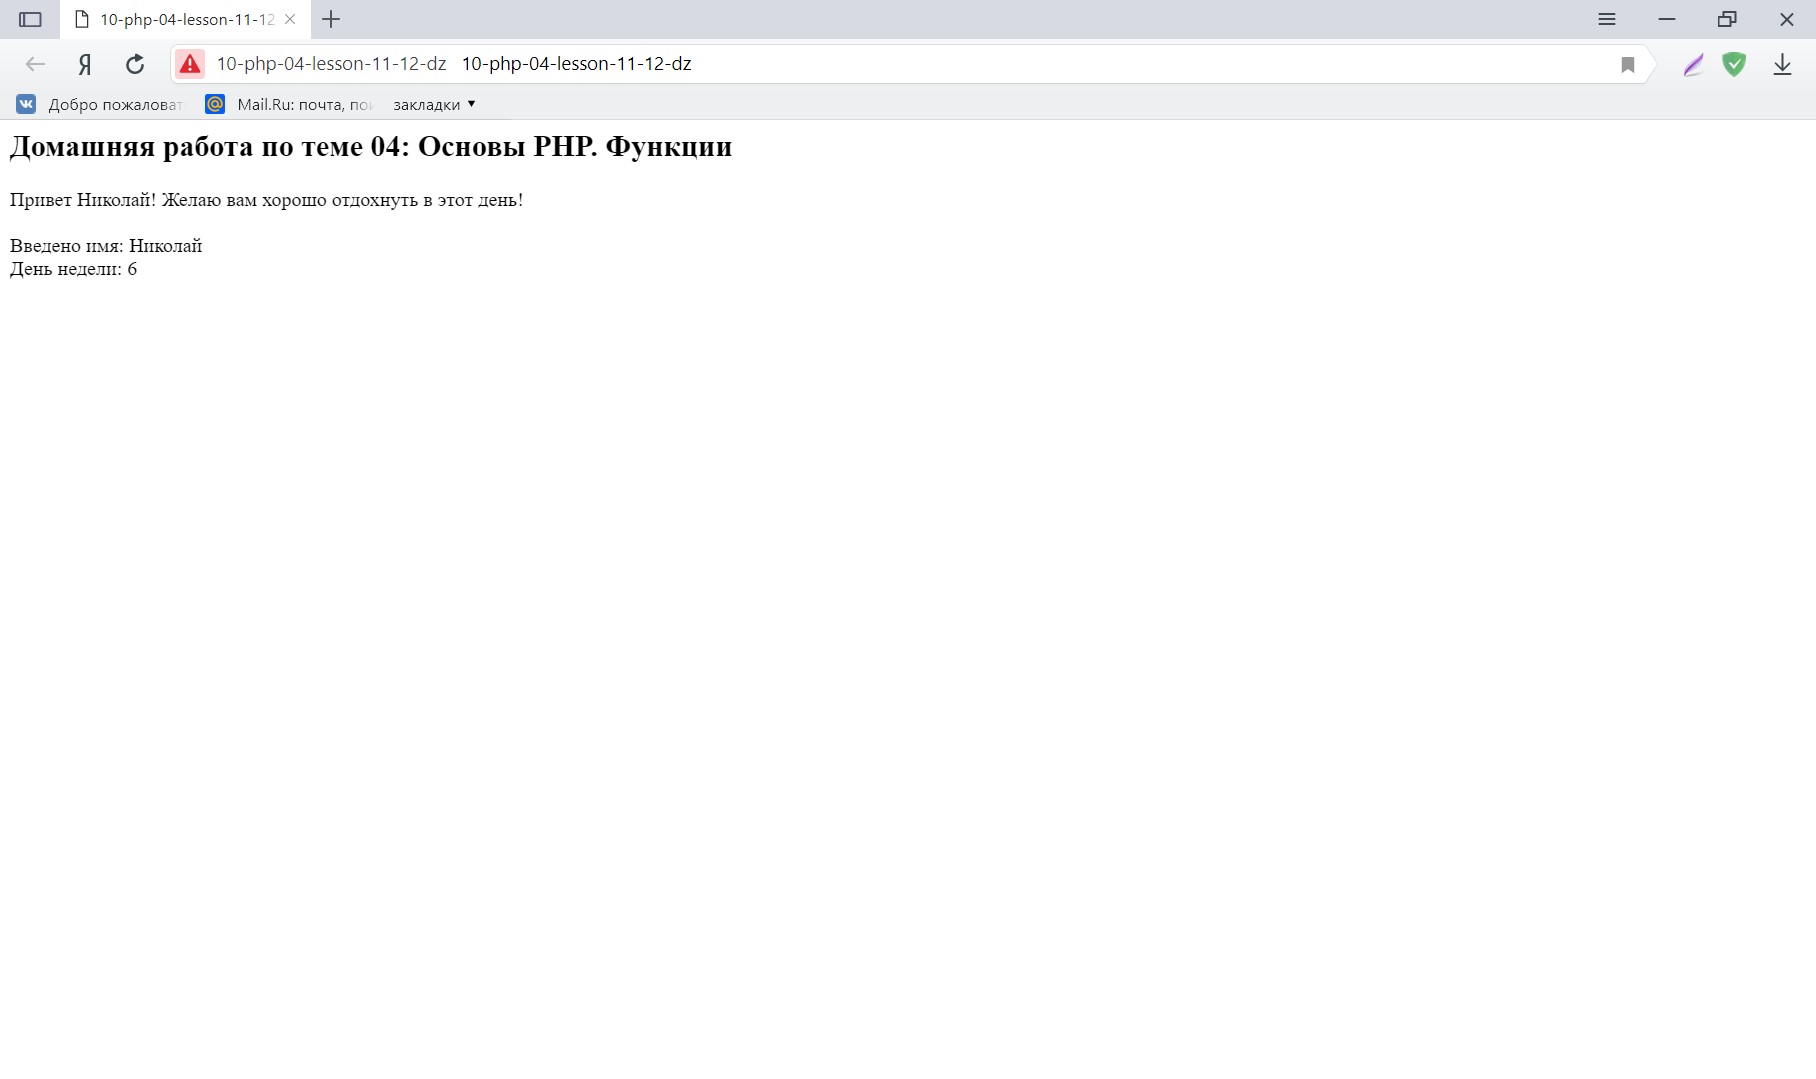 10-php-04-lesson-11-12
Я
10-php-04-lesson-11-12-dz 10-php-04-lesson-11-12-dz
Добро пожаловат Mail.Ru: почта, пои закладки ▼
Домашняя работа по теме 04: Основы PHP. Функции
Привет Николай! Желаю вам хорошо отдохнуть в этот день!
Введено имя: Николай
День недели: 6